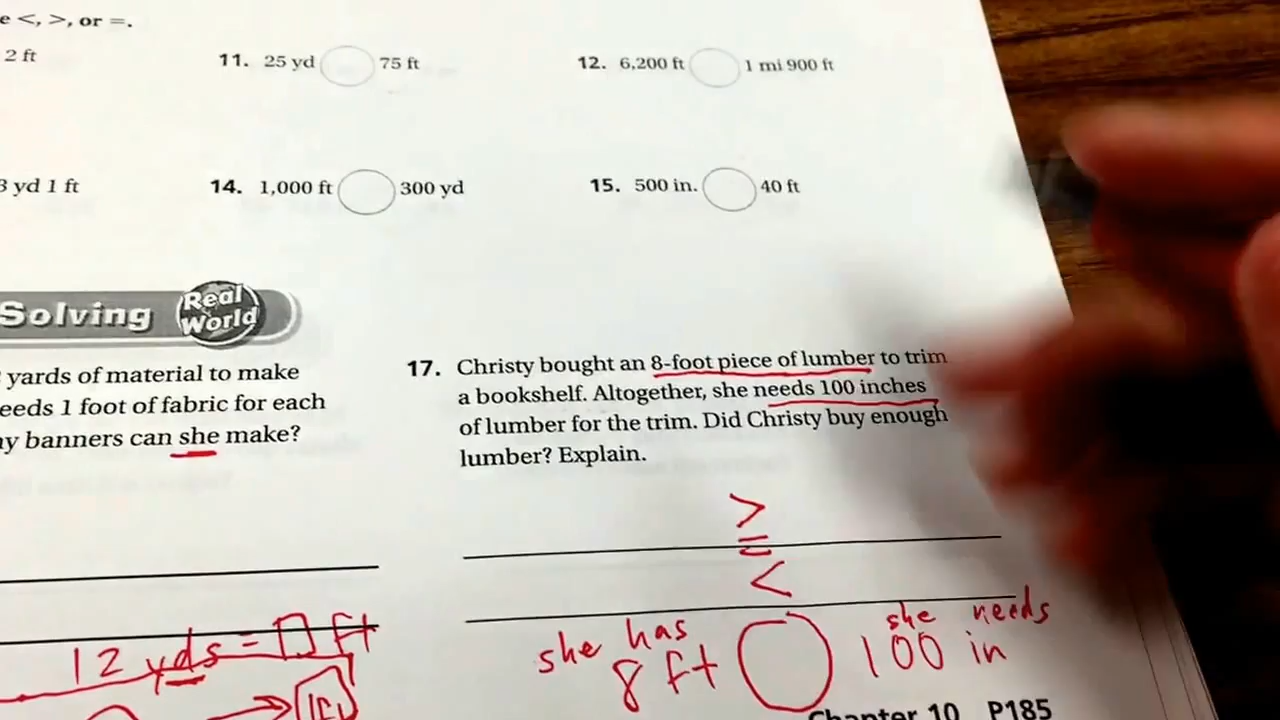 e <, >, or =.
2 ft
11. 25 yd 75 ft
12. 6,200 ft 1 mi 900 ft
3 yd 1 ft
14. 1,000 ft 300 yd
15. 500 in. 40 ft
Solving Real World
yards of material to make
eeds 1 foot of fabric for each
y banners can she make?
12 yds = ft
17. Christy bought an 8-foot piece of lumber to trim
a bookshelf. Altogether, she needs 100 inches
of lumber for the trim. Did Christy buy enough
lumber? Explain.
>
=
<
she has she needs
8 ft 100 in
Chapter 10 P185